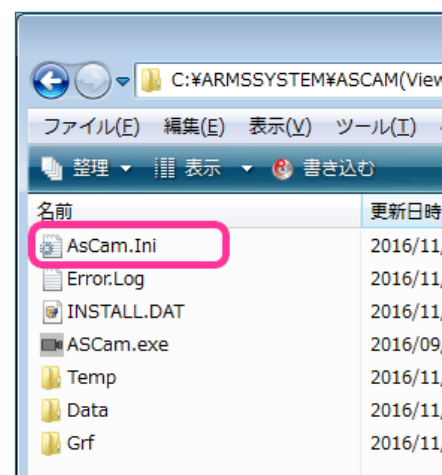 C:¥ARMSSYSTEM¥ASCAM(View
ファイル(F) 編集(E) 表示(V) ツール(T)
整理 表示 書き込む
名前 更新日時
AsCam.Ini 2016/11/
Error.Log 2016/11/
INSTALL.DAT 2016/11/
ASCam.exe 2016/09/
Temp 2016/11/
Data 2016/11/
Grf 2016/11/